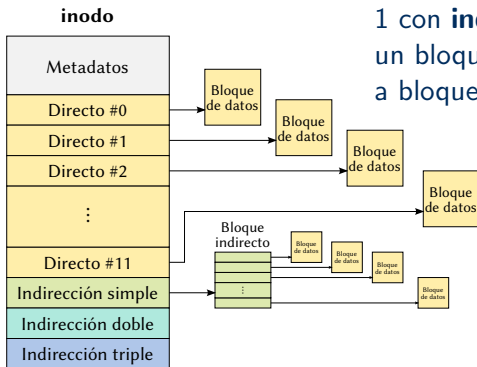 inodo
1 con ind
un bloqu
a bloque
Metadatos
Bloque
de datos
Directo #0
Bloque
de datos
Directo #1
Bloque
de datos
Directo #2
Bloque
de datos
⋮
Directo #11
Bloque
indirecto
⋮
Bloque
de datos
Bloque
de datos
Bloque
de datos
Bloque
de datos
Indirección simple
Indirección doble
Indirección triple